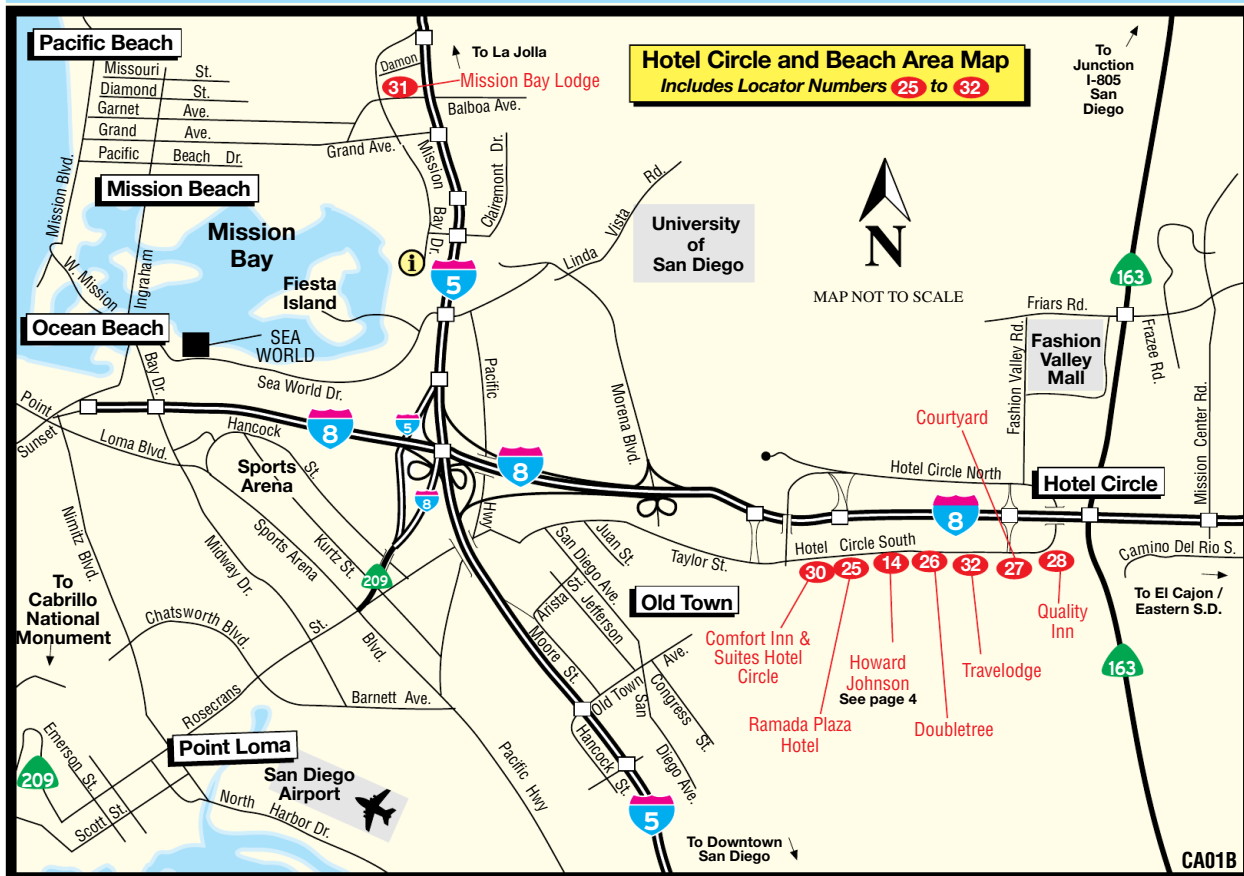 Hotel Circle and Beach Area Map
Includes Locator Numbers 25 to 32
Pacific Beach
Missouri St.
Diamond St.
Garnet Ave.
Grand Ave.
Pacific Beach Dr.
Mission Blvd.
Damon
To La Jolla
31
Mission Bay Lodge
Balboa Ave.
Grand Ave.
Mission
Bay Dr.
Clairemont Dr.
To
Junction
I-805
San
Diego
Mission Beach
Mission
Bay
W. Mission
Bay Dr.
Ingraham
Fiesta
Island
i
5
Linda Vista Rd.
University
of
San Diego
N
MAP NOT TO SCALE
163
Friars Rd.
Frazee Rd.
Fashion Valley Rd.
Fashion
Valley
Mall
Mission Center Rd.
Ocean Beach
SEA
WORLD
Sea World Dr.
Pacific
Hwy
Morena Blvd.
Courtyard
Sunset
Point
Loma Blvd.
Hancock
St.
8
5
8
8
Sports
Arena
Kurtz St.
Sports Arena
Blvd.
Midway Dr.
Nimitz Blvd.
209
Hotel Circle North
Hotel Circle
8
Hotel Circle South
Camino Del Rio S.
To El Cajon /
Eastern S.D.
Taylor St.
Juan St.
San Diego Ave.
Jefferson
St.
Arista
Moore St.
Old Town
Old Town Ave.
Congress St.
San
Diego Ave.
Hancock St.
30
25
14
26
32
27
28
Comfort Inn &
Suites Hotel
Circle
Ramada Plaza
Hotel
Howard
Johnson
See page 4
Doubletree
Travelodge
Quality
Inn
163
To
Cabrillo
National
Monument
Chatsworth Blvd.
Rosecrans
St.
Barnett Ave.
Pacific Hwy
Emerson St.
Scott St.
209
Point Loma
San Diego
Airport
North Harbor Dr.
5
To Downtown
San Diego
CA01B